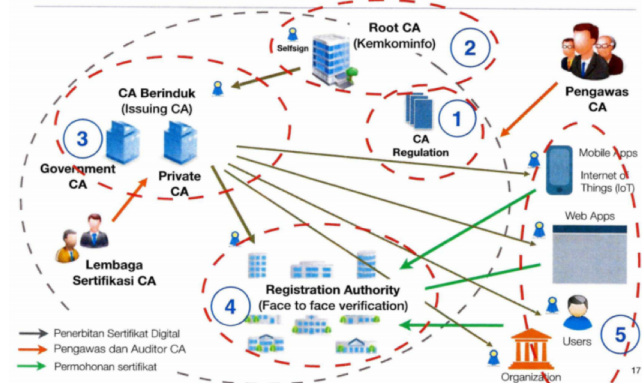 Root CA
(Kemkominfo)
Selfsign
2
Pengawas
CA
CA Berinduk
(Issuing CA)
1
CA
Regulation
3
Government
CA
Private
CA
Mobile Apps
Internet of
Things (IoT)
Web Apps
Lembaga
Sertifikasi CA
4
Registration Authority
(Face to face verification)
Users
5
Organization
Penerbitan Sertifikat Digital
Pengawas dan Auditor CA
Permohonan sertifikat
17